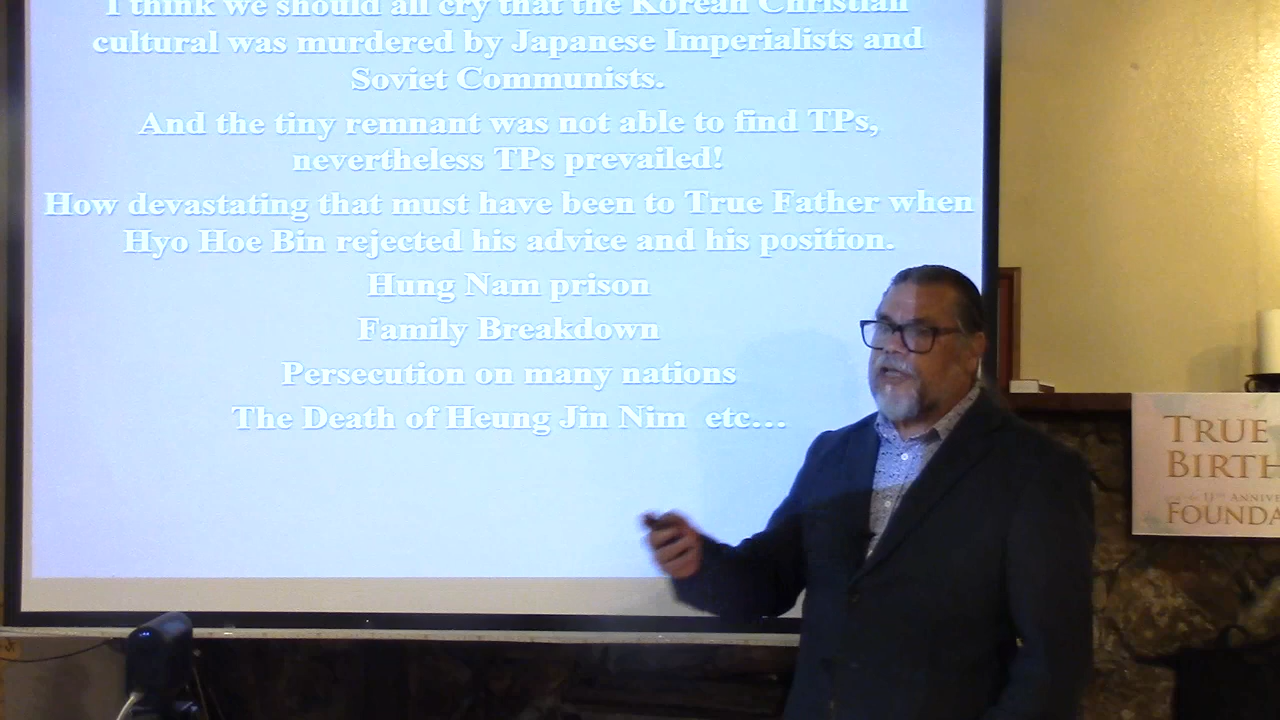 I think we should all cry that the Korean Christian
cultural was murdered by Japanese Imperialists and
Soviet Communists.
And the tiny remnant was not able to find TPs,
nevertheless TPs prevailed!
How devastating that must have been to True Father when
Hyo Hoe Bin rejected his advice and his position.
Hung Nam prison
Family Breakdown
Persecution on many nations
The Death of Heung Jin Nim etc...
TRUE
BIRTH
11TH ANNIVE
FOUNDA